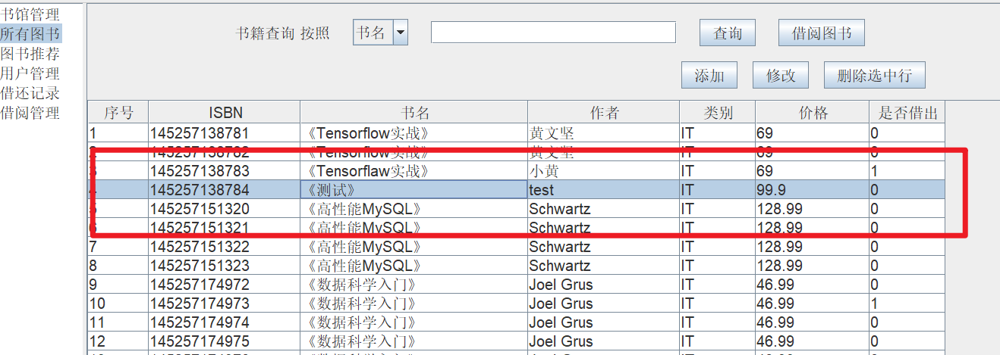 书馆管理
所有图书
图书推荐
用户管理
借还记录
借阅管理
书籍查询 按照 书名 查询 借阅图书
添加 修改 删除选中行
序号 ISBN 书名 作者 类别 价格 是否借出
1 145257138781 《Tensorflow实战》 黄文坚 IT 69 0
2 145257138782 《Tensorflow实战》 黄文坚 IT 69 0
3 145257138783 《Tensorflaw实战》 小黄 IT 69 1
4 145257138784 《测试》 test IT 99.9 0
5 145257151320 《高性能MySQL》 Schwartz IT 128.99 0
6 145257151321 《高性能MySQL》 Schwartz IT 128.99 0
7 145257151322 《高性能MySQL》 Schwartz IT 128.99 0
8 145257151323 《高性能MySQL》 Schwartz IT 128.99 0
9 145257174972 《数据科学入门》 Joel Grus IT 46.99 0
10 145257174973 《数据科学入门》 Joel Grus IT 46.99 1
11 145257174974 《数据科学入门》 Joel Grus IT 46.99 0
12 145257174975 《数据科学入门》 Joel Grus IT 46.99 0